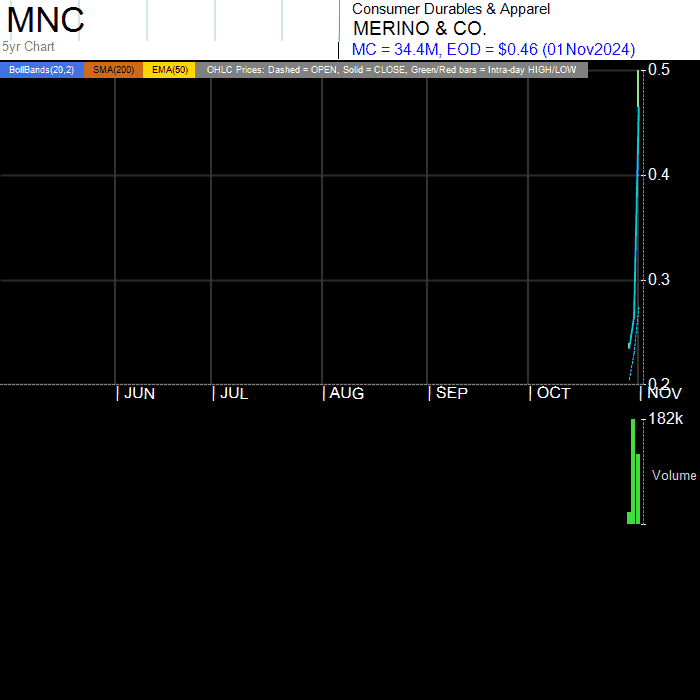 MNC
5yr Chart
Consumer Durables & Apparel
MERINO & CO.
MC = 34.4M, EOD = $0.46 (01Nov2024)
BollBands(20,2) SMA(200) EMA(50) OHLC Prices: Dashed = OPEN, Solid = CLOSE, Green/Red bars = Intra-day HIGH/LOW
0.5
0.4
0.3
0.2
| JUN | JUL | AUG | SEP | OCT | NOV
182k
Volume